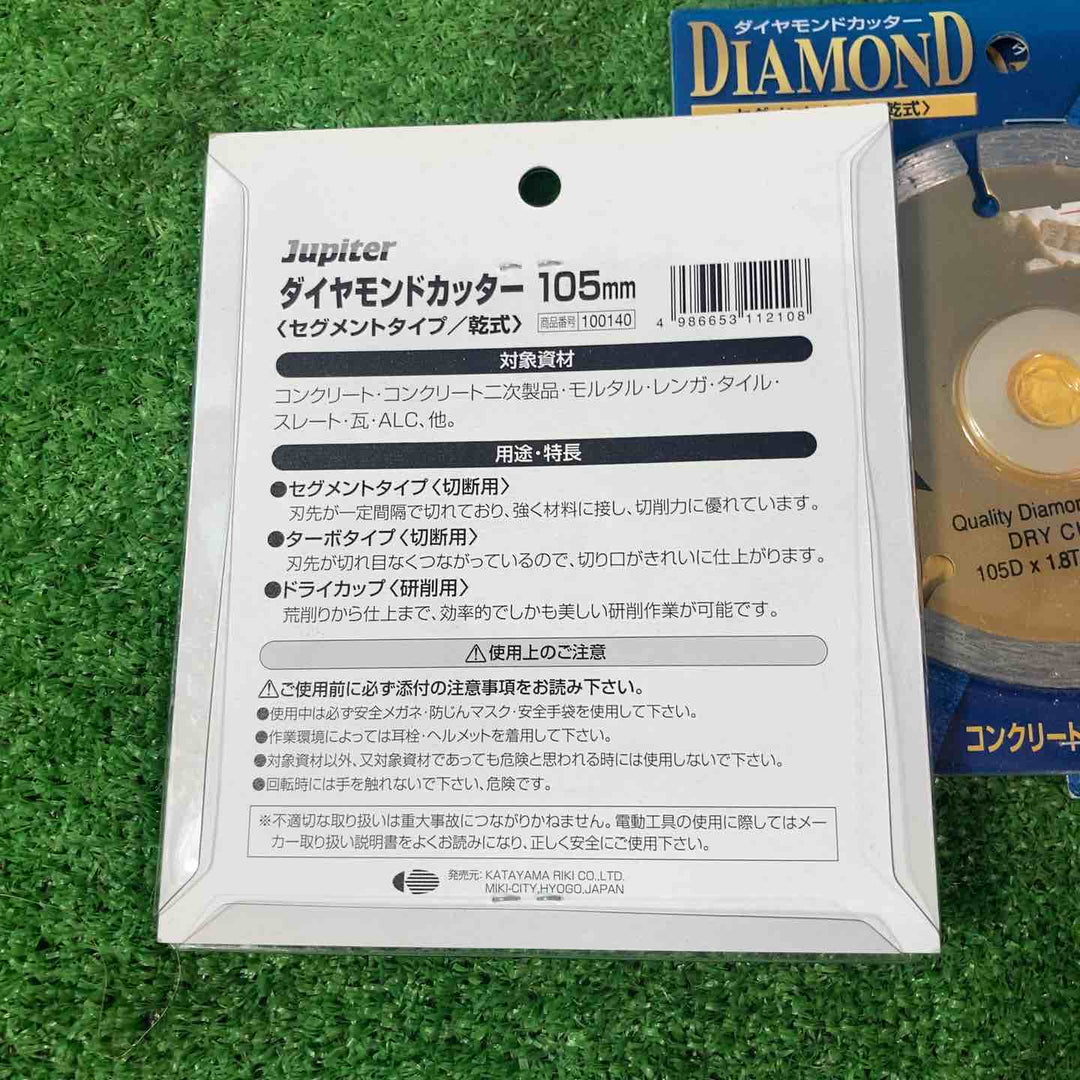 Jupiter
ダイヤモンドカッター 105mm
〈セグメントタイプ／乾式〉 商品番号 100140
4 986653 112108
対象資材
コンクリート・コンクリート二次製品・モルタル・レンガ・タイル・
スレート・瓦・ALC、他。
用途・特長
●セグメントタイプ〈切断用〉
刃先が一定間隔で切れており、強く材料に接し、切削力に優れています。
●ターボタイプ〈切断用〉
刃先が切れ目なくつながっているので、切り口がきれいに仕上がります。
●ドライカップ〈研削用〉
荒削りから仕上まで、効率的でしかも美しい研削作業が可能です。
⚠使用上のご注意
⚠ご使用前に必ず添付の注意事項をお読み下さい。
●使用中は必ず安全メガネ・防じんマスク・安全手袋を使用して下さい。
●作業環境によっては耳栓・ヘルメットを着用して下さい。
●対象資材以外、又対象資材であっても危険と思われる時には使用しないで下さい。
●回転時には手を触れないで下さい、危険です。
※不適切な取り扱いは重大事故につながりかねません。電動工具の使用に際してはメー
カー取り扱い説明書をよくお読みになり、正しく安全にご使用下さい。
発売元: KATAYAMA RIKI CO.,LTD.
MIKI-CITY,HYOGO,JAPAN
ダイヤモンドカッター
DIAMOND
乾式〉
Quality Diamon
DRY C
105D x 1.8T
コンクリート